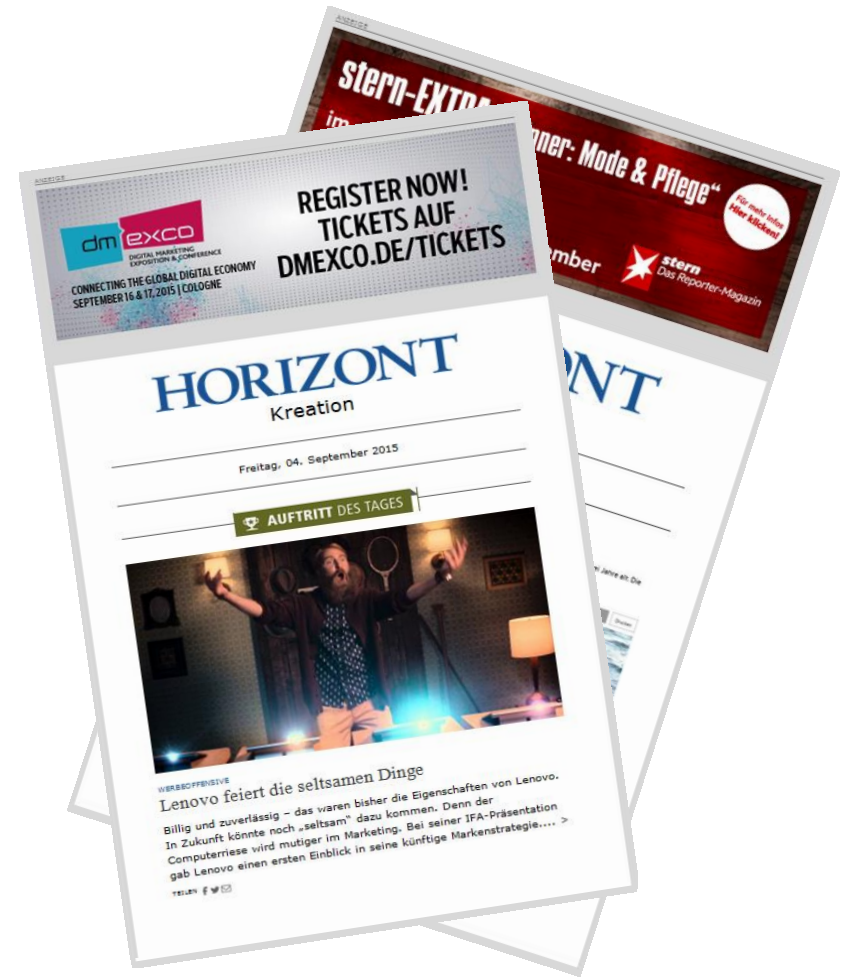 ANZEIGE
dm exco
DIGITAL MARKETING
EXPOSITION & CONFERENCE
CONNECTING THE GLOBAL DIGITAL ECONOMY
SEPTEMBER 16 & 17, 2015 | COLOGNE
REGISTER NOW!
TICKETS AUF
DMEXCO.DE/TICKETS
HORIZONT
Kreation
Freitag, 04. September 2015
AUFTRITT DES TAGES
WERBEOFFENSIVE
Lenovo feiert die seltsamen Dinge
Billig und zuverlässig – das waren bisher die Eigenschaften von Lenovo.
In Zukunft könnte noch „seltsam" dazu kommen. Denn der
Computerriese wird mutiger im Marketing. Bei seiner IFA-Präsentation
gab Lenovo einen ersten Einblick in seine künftige Markenstrategie.... >
TEILEN
ANZEIGE
stern-EXTRA
nner: Mode & Pflege“
im
Für mehr Infos
Hier klicken!
ember
stern
Das Reporter-Magazin
ONT
ei Jahre alt: Die
Drucken